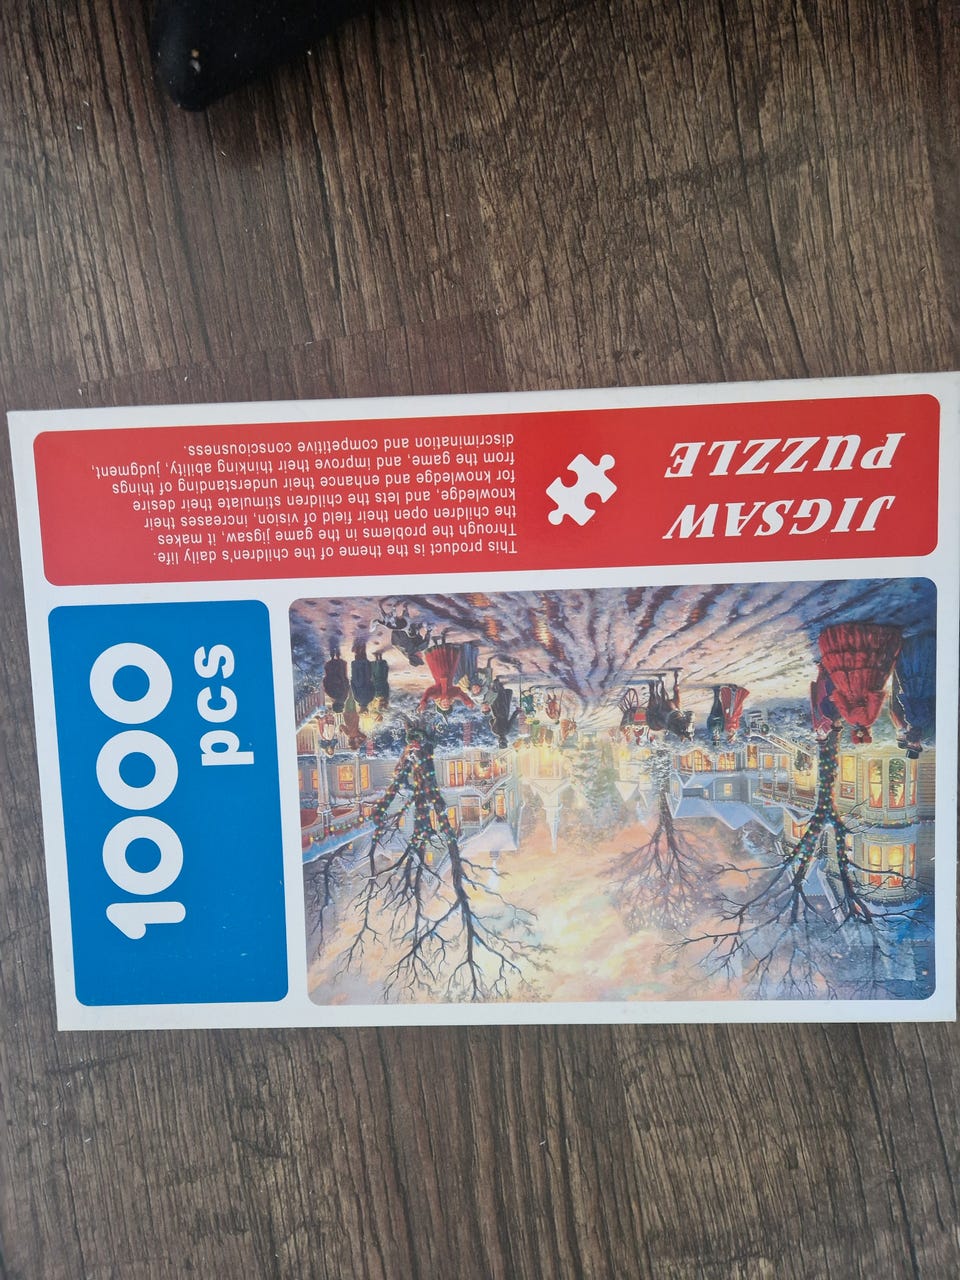 JIGSAW
PUZZLE
This product is the theme of the children's daily life.
Through the problems in the game jigsaw, it makes
the children open their field of vision, increases their
knowledge, and lets the children stimulate their desire
for knowledge and enhance their understanding of things
from the game, and improve their thinking ability, judgment,
discrimination and competitive consciousness.
1000
pcs